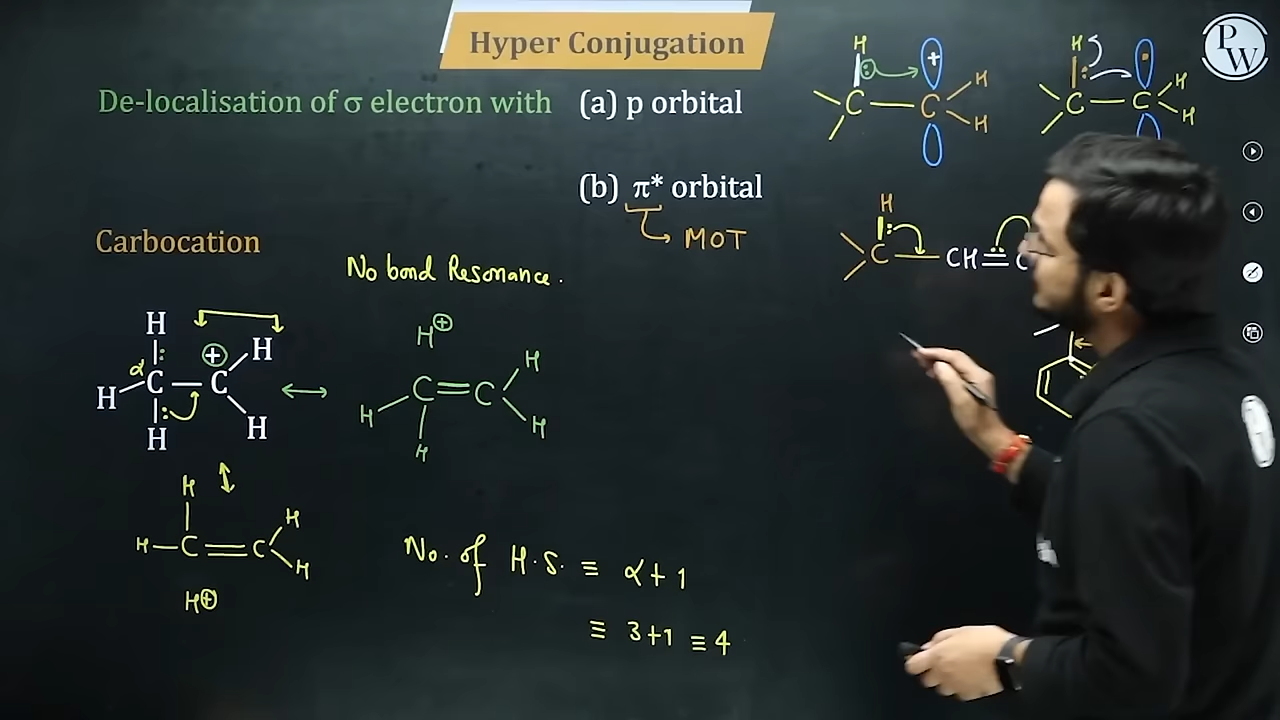 Hyper Conjugation
PW
De-localisation of σ electron with (a) p orbital
(b) π* orbital
MOT
Carbocation
No bond Resonance.
H H
⊕ ⊕
C — C C — C
H H H H
H
C — CH = C
H H
α ⊕
H C — C
H H
↔
H⊕
C = C
H H H H
H
H — C = C
H H
H⊕
No. of H.S. ≡ α + 1
≡ 3+1 ≡ 4